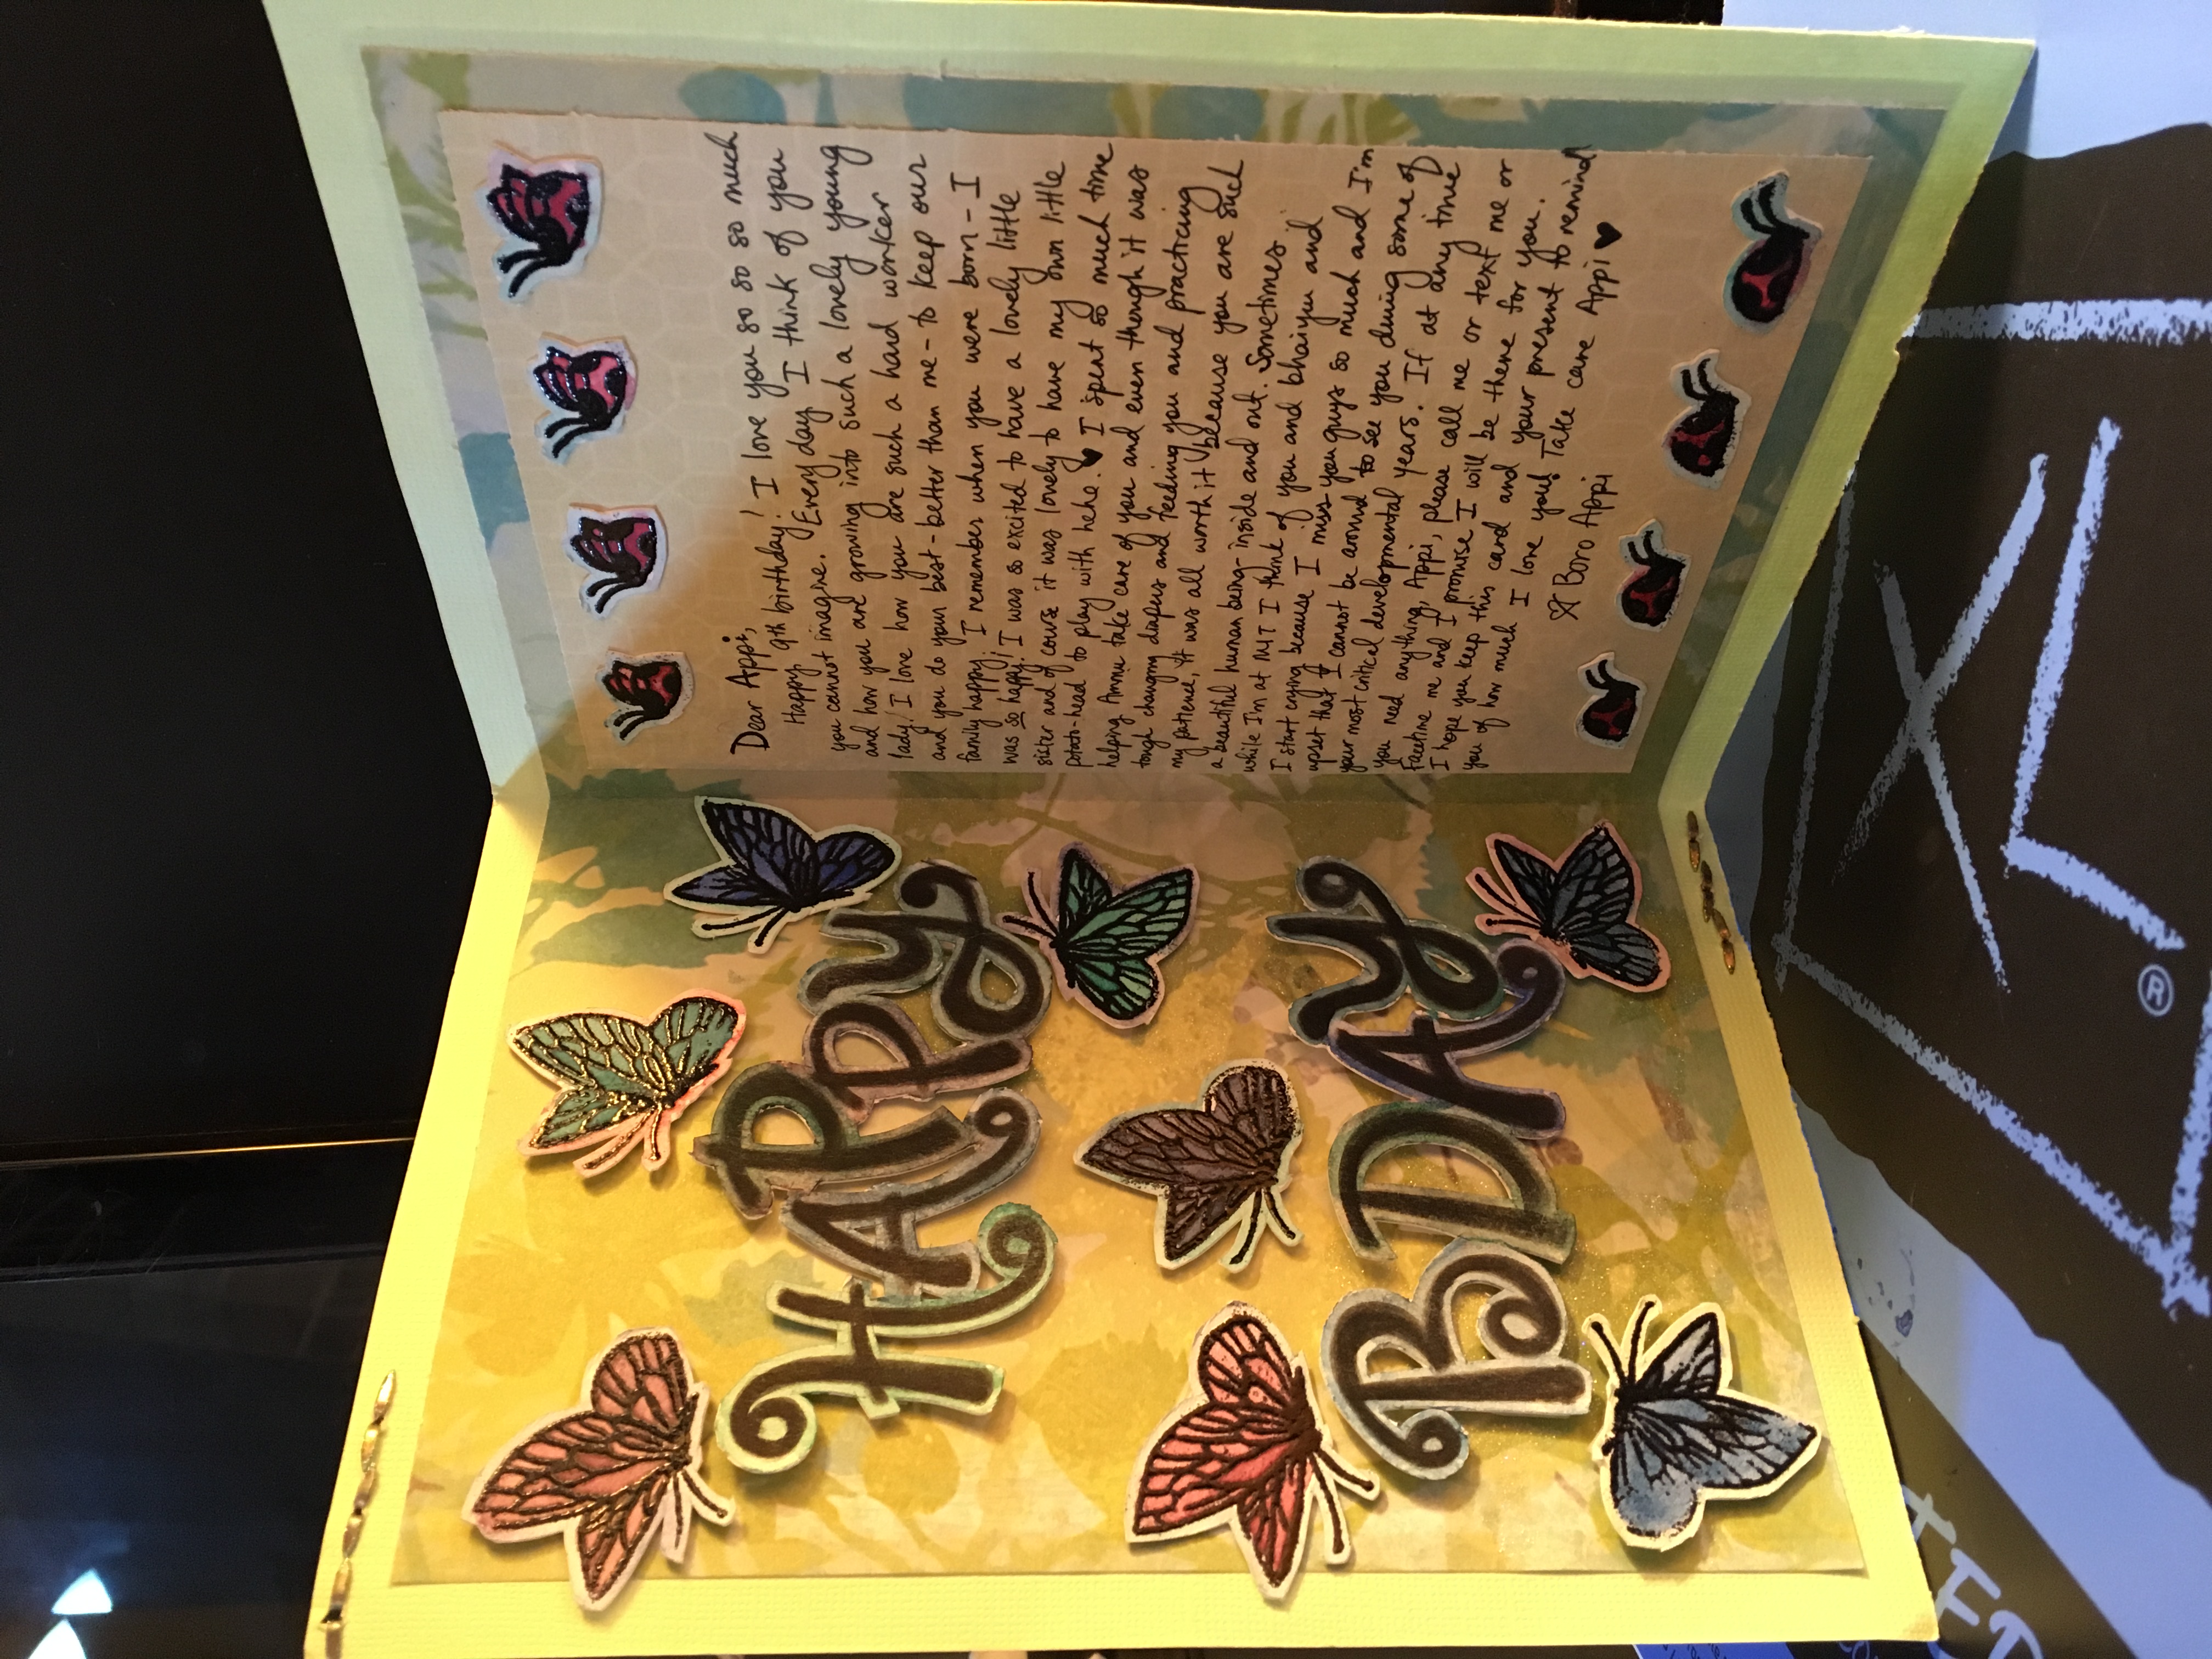 HAPPY
BDAY
Dear Appi,
Happy 9th birthday! I love you so so so much
you cannot imagine. Everyday I think of you
and how you are growing into such a lovely young
lady! I love how you are such a hard worker
and you do your best - better than me - to keep our
family happy. I remember when you were born - I
was so happy! I was so excited to have a lovely little
sister and of course it was lovely to have my own little
potato-head to play with hehe. ♥ I spent so much time
helping Ammu take care of you and even though it was
tough changing diapers and feeding you and practicing
my patience, it was all worth it because you are such
a beautiful human being - inside and out. Sometimes...
while I'm at MIT I think of you and bhaiyu and
I start crying because I miss you guys so much and I'm
upset that I cannot be around to see you during some of
your most critical developmental years. If at any time
you need anything, Appi, please call me or text me or
Facetime me and I promise I will be there for you.
I hope you keep this card and your present to remind
you of how much I love you! Take care Appi ♥
Boro Appi
®